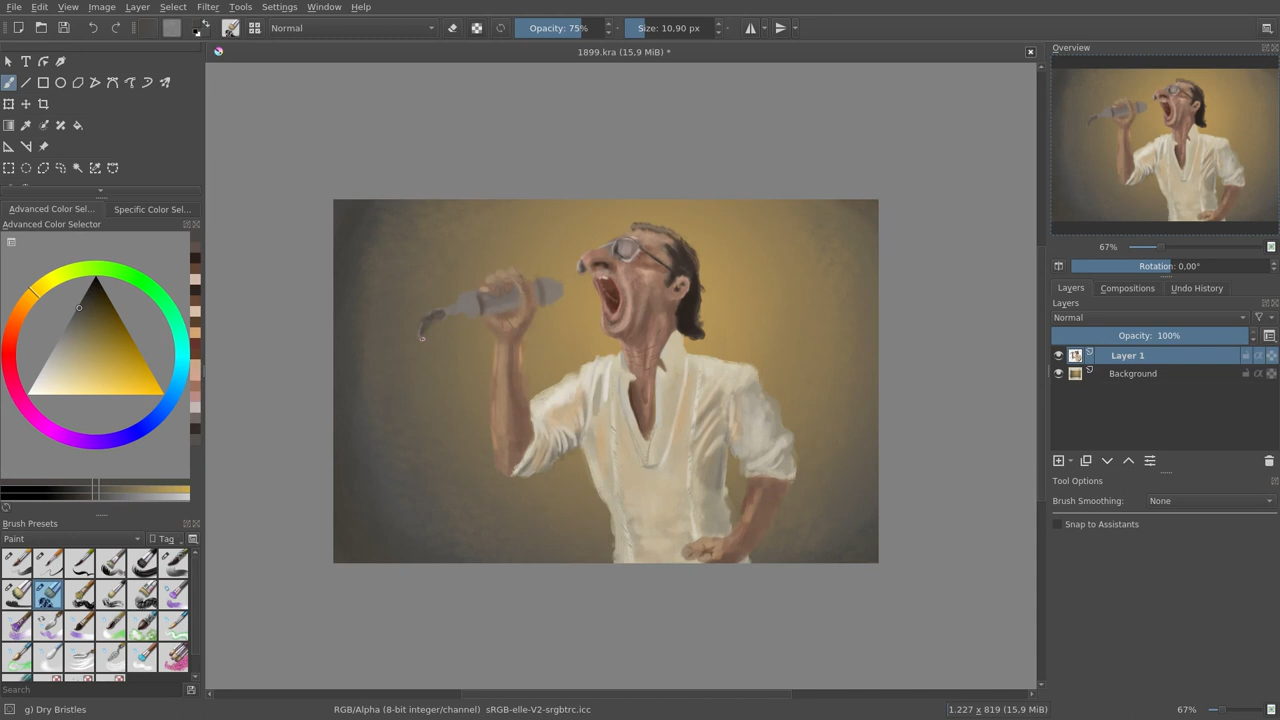 File Edit View Image Layer Select Filter Tools Settings Window Help
Normal Opacity: 75% Size: 10,90 px
1899.kra (15,9 MiB) *
Overview
67%
Rotation: 0,00°
Layers Compositions Undo History
Layers
Normal
Opacity: 100%
Layer 1
Background
Tool Options
Brush Smoothing: None
Snap to Assistants
Advanced Color Sel... Specific Color Sel...
Advanced Color Selector
Brush Presets
Paint Tag
Search
g) Dry Bristles RGB/Alpha (8-bit integer/channel) sRGB-elle-V2-srgbtrc.icc 1.227 x 819 (15,9 MiB) 67%